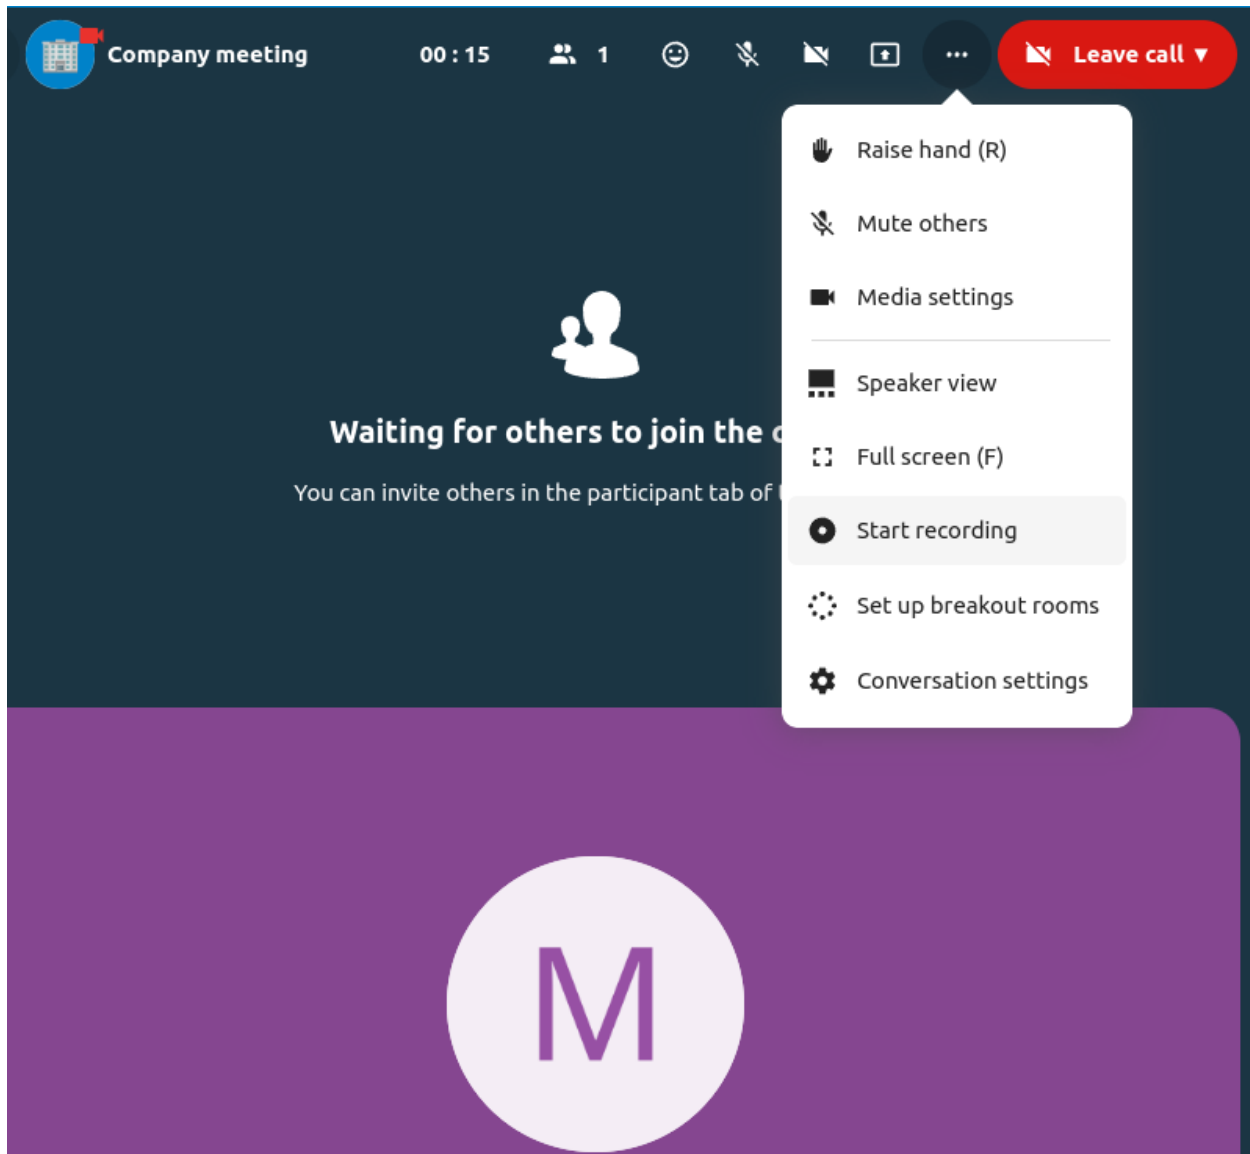 Company meeting
00 : 15
1
Leave call ▼
Raise hand (R)
Mute others
Media settings
Speaker view
Full screen (F)
Start recording
Set up breakout rooms
Conversation settings
Waiting for others to join the
You can invite others in the participant tab of
M